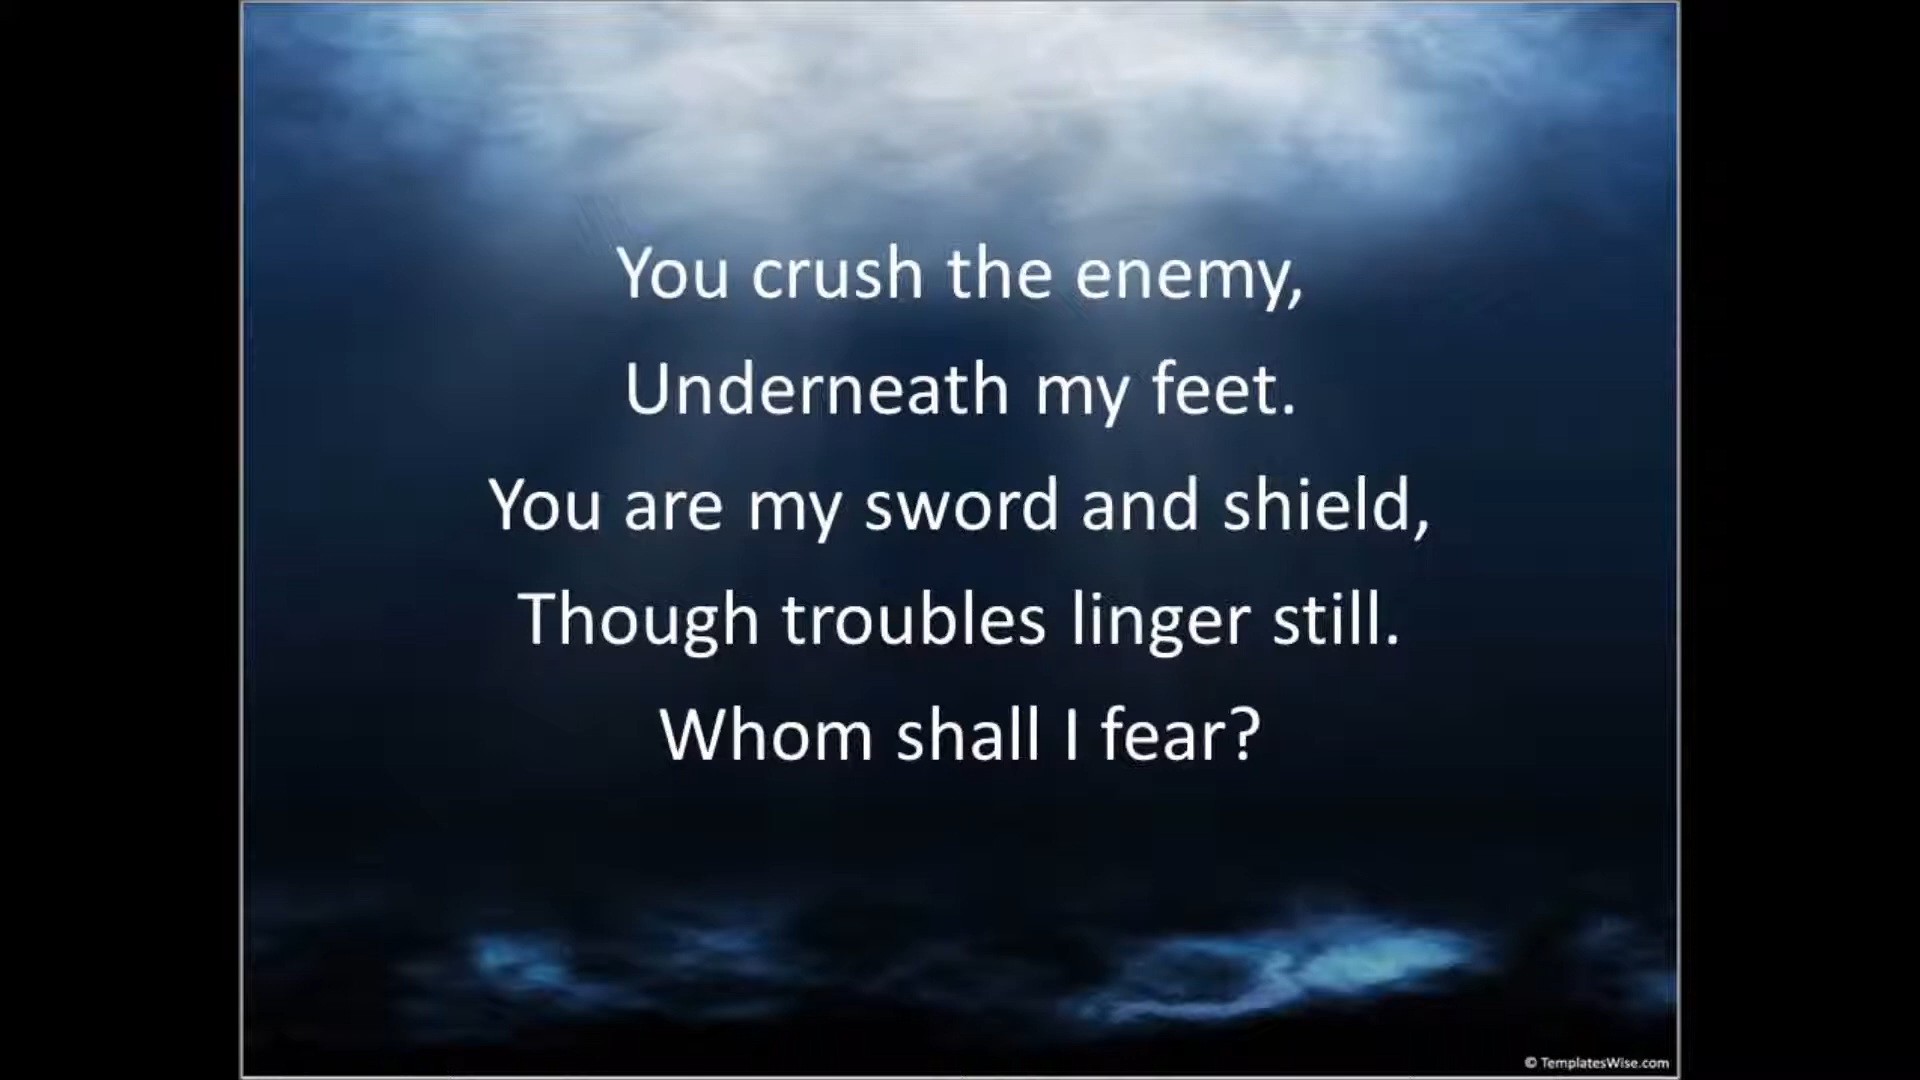 You crush the enemy,
Underneath my feet.
You are my sword and shield,
Though troubles linger still.
Whom shall I fear?
© TemplatesWise.com